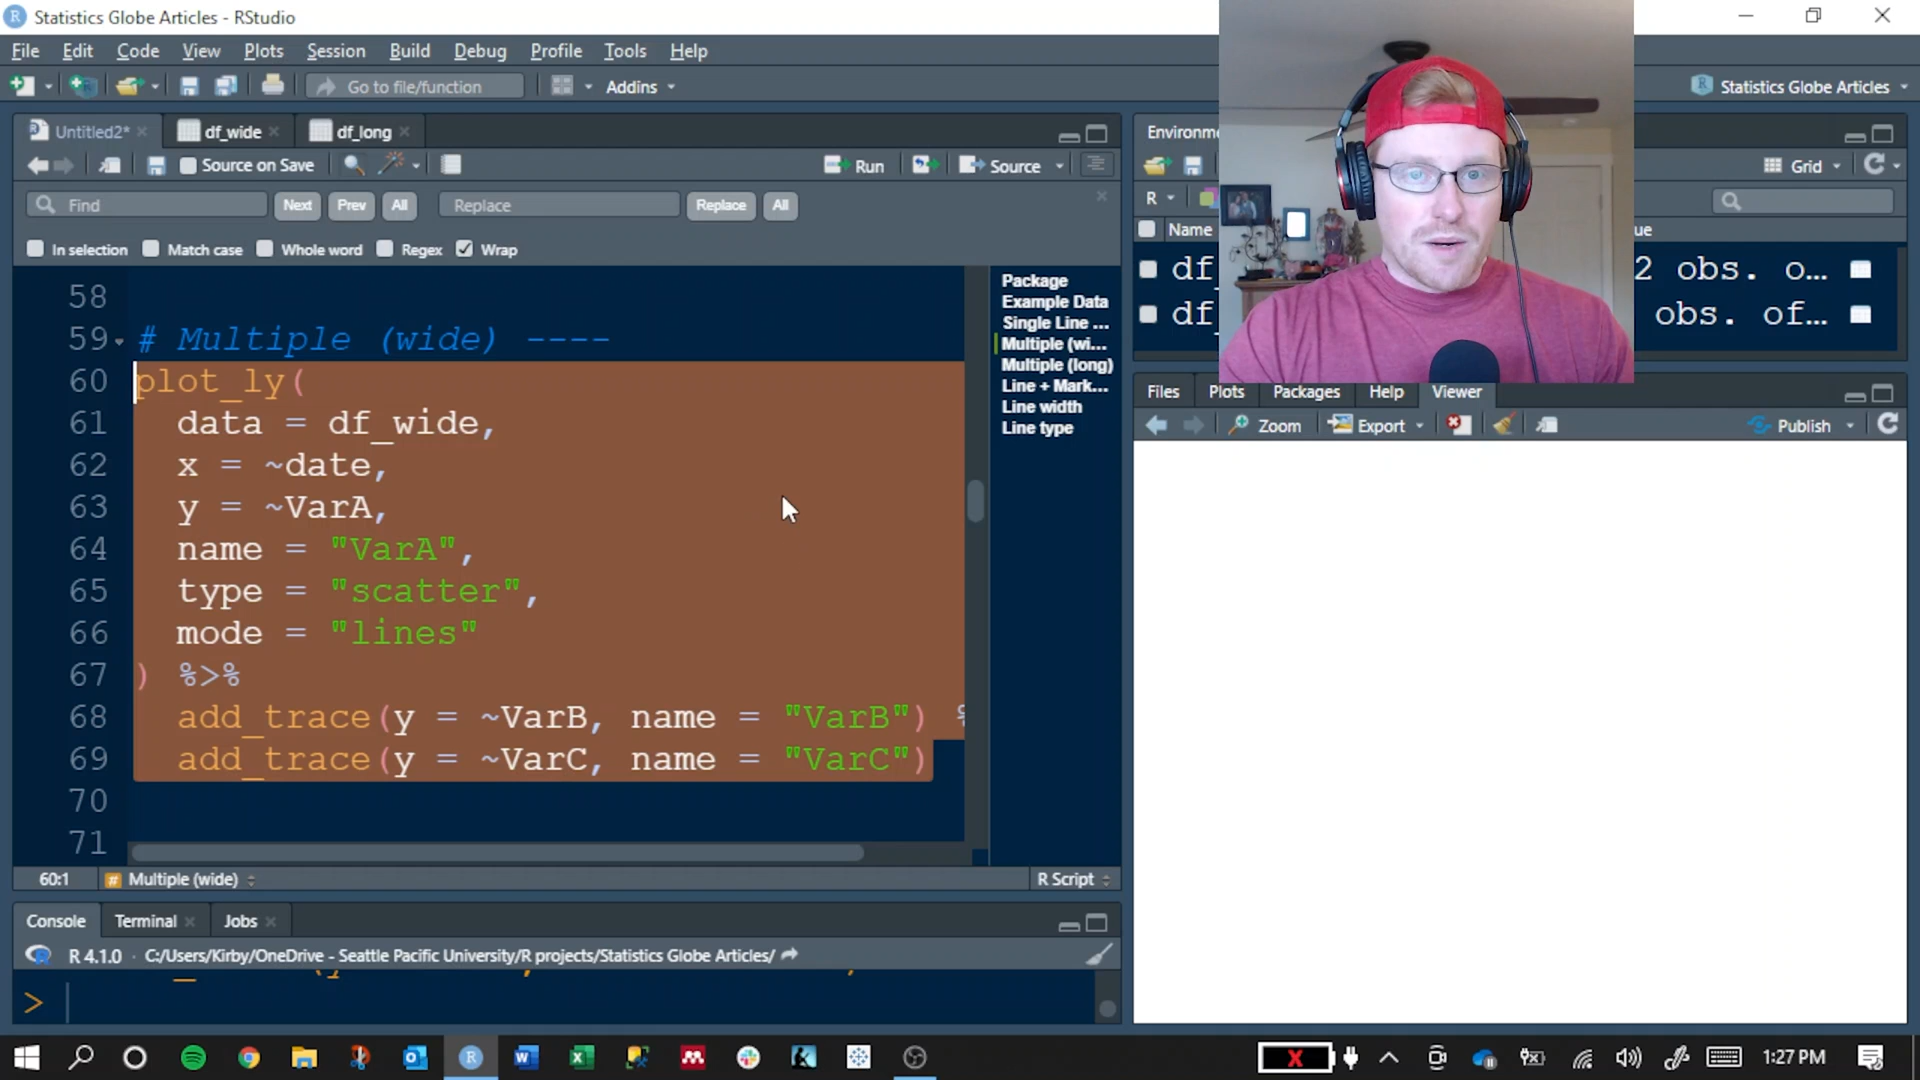 Statistics Globe Articles - RStudio
File Edit Code View Plots Session Build Debug Profile Tools Help
Go to file/function Addins Statistics Globe Articles
Untitled2* df_wide df_long
Source on Save Run Source
Find Next Prev All Replace Replace All
In selection Match case Whole word Regex Wrap
58
59 # Multiple (wide) ----
60 plot_ly(
61 data = df_wide,
62 x = ~date,
63 y = ~VarA,
64 name = "VarA",
65 type = "scatter",
66 mode = "lines"
67 ) %>%
68 add_trace(y = ~VarB, name = "VarB")
69 add_trace(y = ~VarC, name = "VarC")
70
71
Package
Example Data
Single Line ...
Multiple (wi...
Multiple (long)
Line + Mark...
Line width
Line type
60:1 # Multiple (wide) R Script
Console Terminal Jobs
R 4.1.0 · C:/Users/Kirby/OneDrive - Seattle Pacific University/R projects/Statistics Globe Articles/
>
Grid
R
Name
2 obs. o...
obs. of...
Files Plots Packages Help Viewer
Zoom Export Publish
1:27 PM